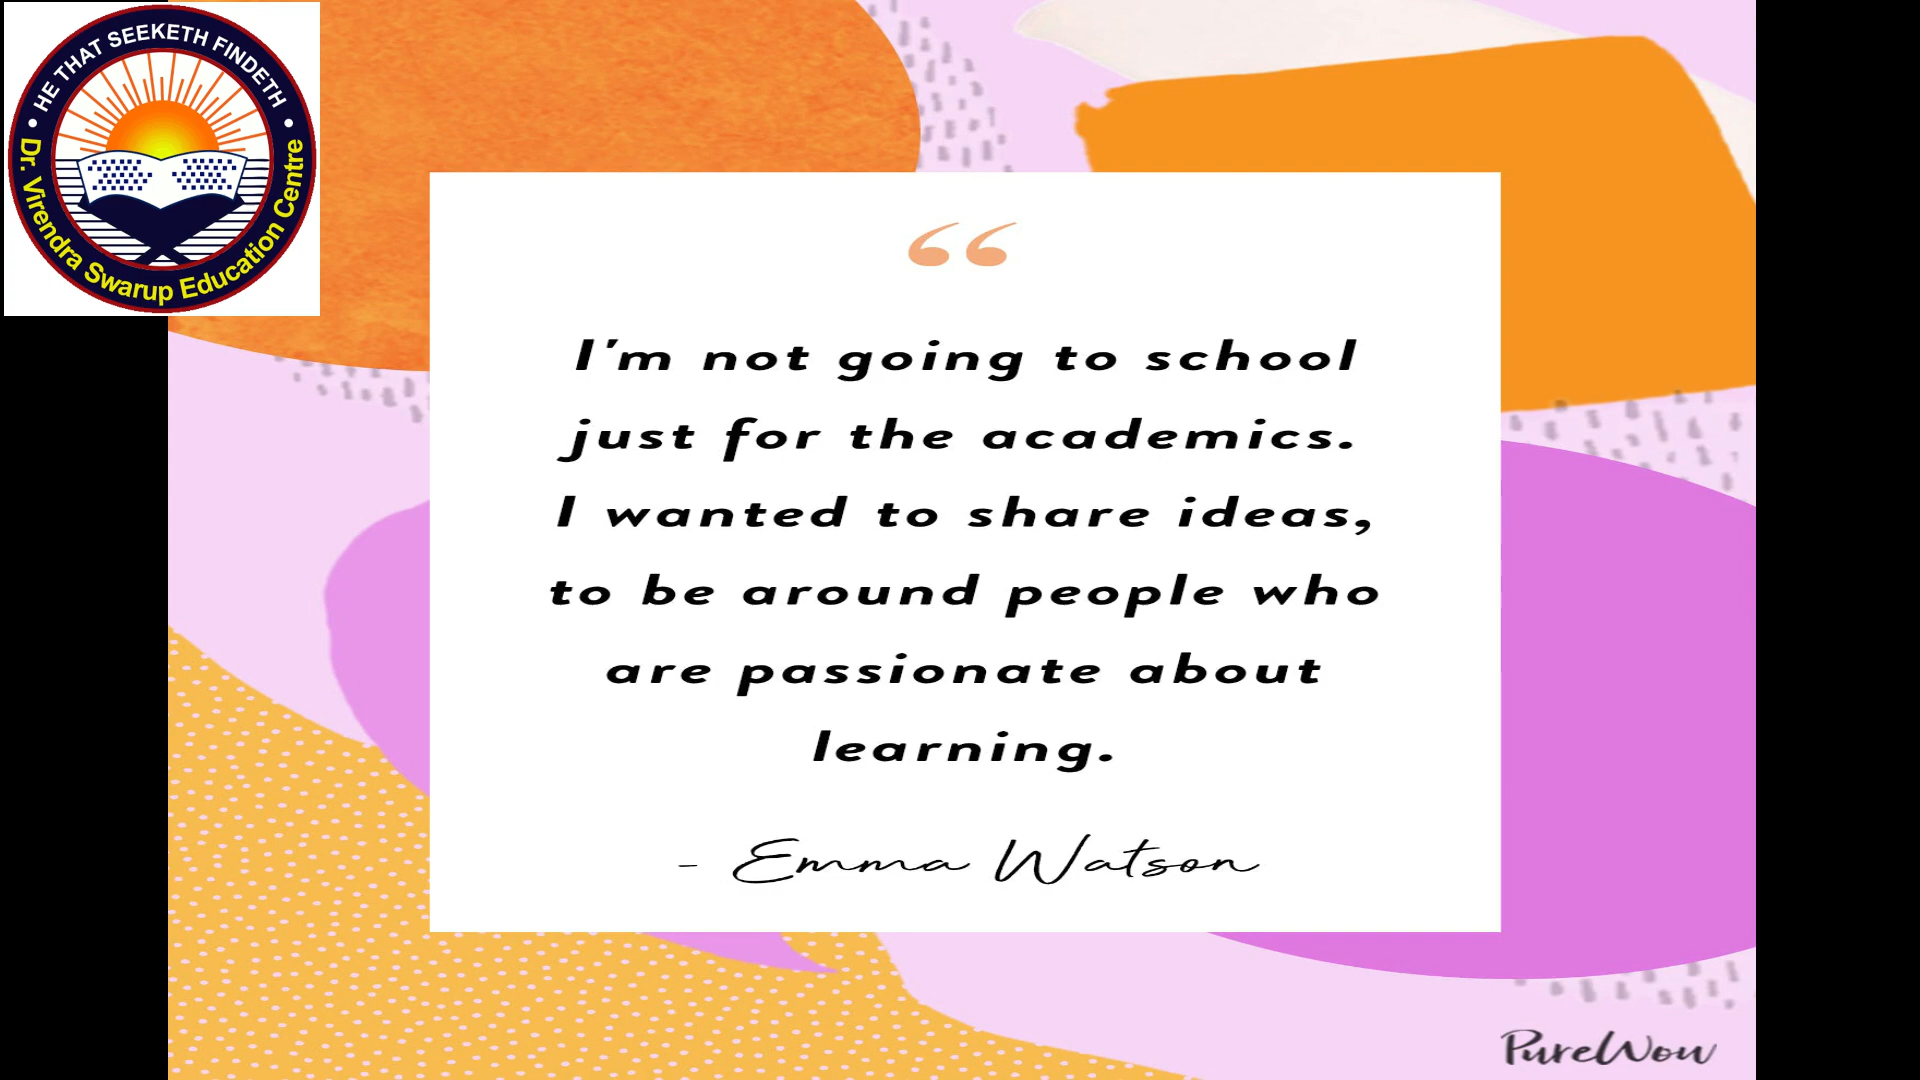 • HE THAT SEEKETH FINDETH •
Dr. Virendra Swarup Education Centre
“
I'm not going to school
just for the academics.
I wanted to share ideas,
to be around people who
are passionate about
learning.
- Emma Watson
PureWow